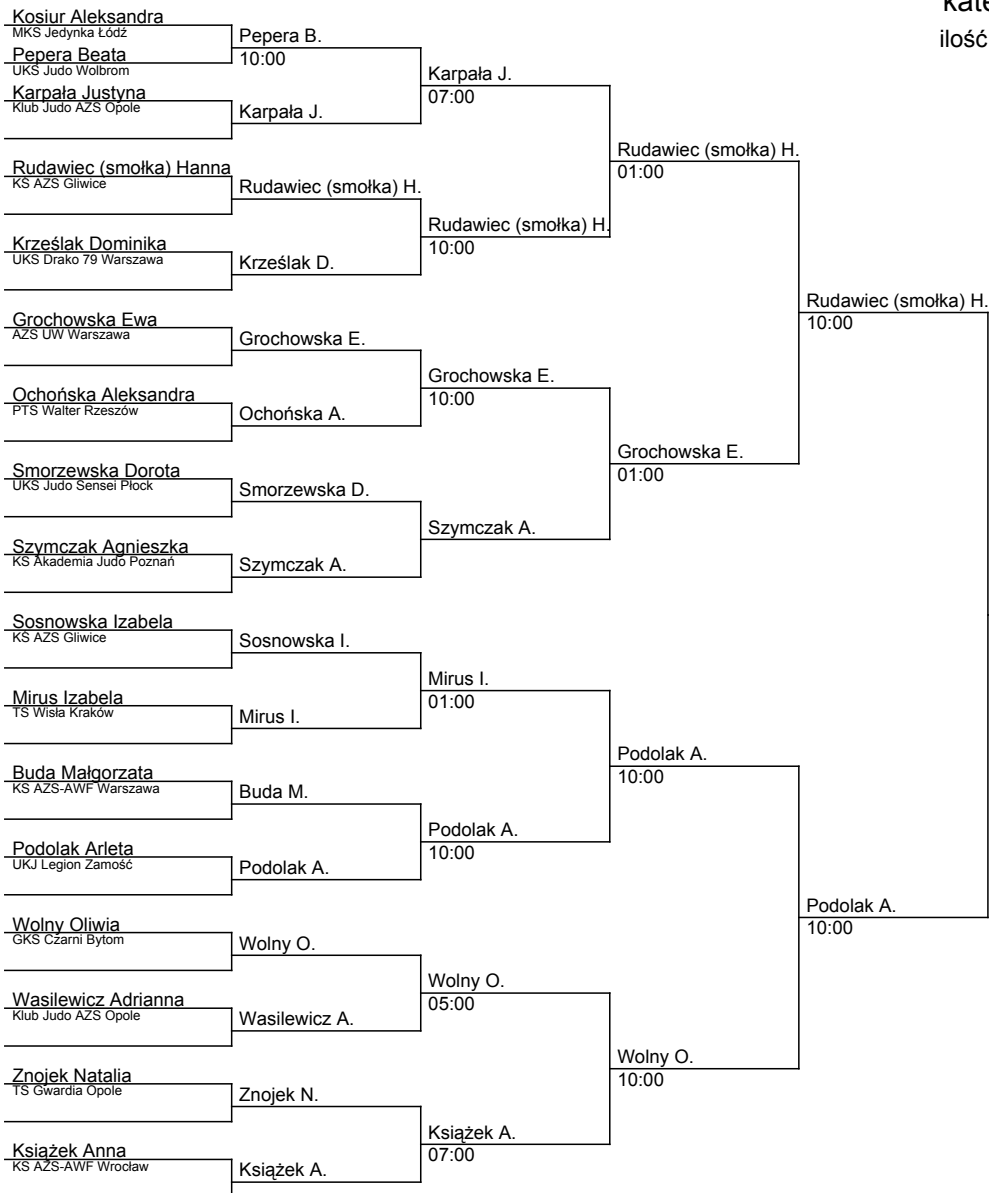 Kosiur Aleksandra
MKS Jedynka Łódź
Pepera Beata
UKS Judo Wolbrom
Karpała Justyna
Klub Judo AZS Opole
Rudawiec (smołka) Hanna
KŚ AZS Gliwice
Krześlak Dominika
UKS Drako 79 Warszawa
Grochowska Ewa
AZS UW Warszawa
Ochońska Aleksandra
PTS Walter Rzeszów
Smorzewska Dorota
UKS Judo Sensei Płock
Szymczak Agnieszka
KS Akademia Judo Poznań
Sosnowska Izabela
KŚ AZS Gliwice
Mirus Izabela
TS Wisła Kraków
Buda Małgorzata
KS AZS-AWF Warszawa
Podolak Arleta
UKJ Legion Zamość
Wolny Oliwia
GKS Czarni Bytom
Wasilewicz Adrianna
Klub Judo AZS Opole
Znojek Natalia
TS Gwardia Opole
Książek Anna
KS AZS-AWF Wrocław
Pepera B.
10:00
Karpała J.
Rudawiec (smołka) H.
Krześlak D.
Grochowska E.
Ochońska A.
Smorzewska D.
Szymczak A.
Sosnowska I.
Mirus I.
Buda M.
Podolak A.
Wolny O.
Wasilewicz A.
Znojek N.
Książek A.
Karpała J.
07:00
Rudawiec (smołka) H.
10:00
Grochowska E.
10:00
Szymczak A.
Mirus I.
01:00
Podolak A.
10:00
Wolny O.
05:00
Książek A.
07:00
Rudawiec (smołka) H.
01:00
Grochowska E.
01:00
Podolak A.
10:00
Wolny O.
10:00
Rudawiec (smołka) H.
10:00
Podolak A.
10:00
kate
ilość